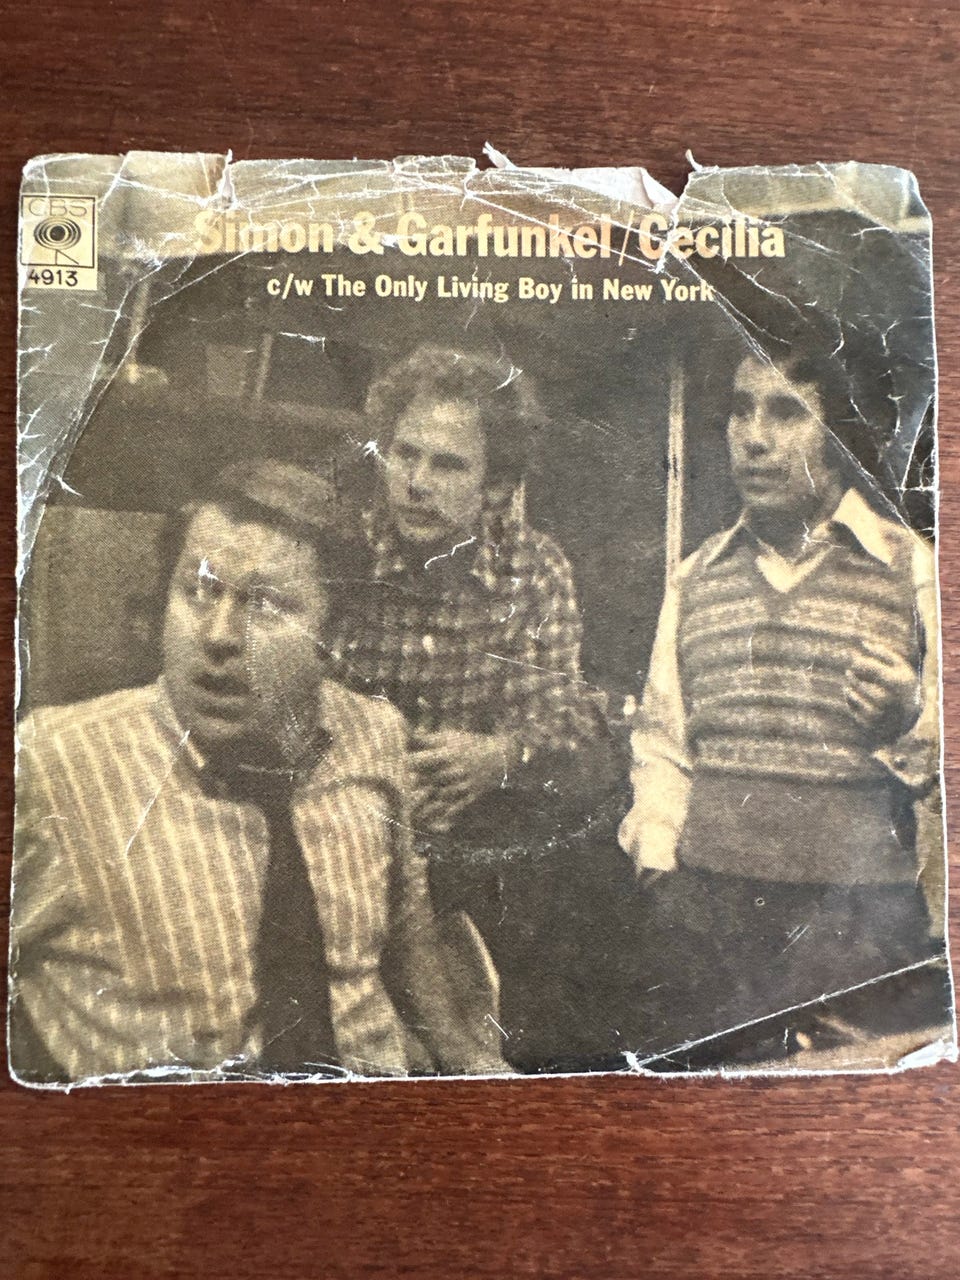 CBS
4913
Simon & Garfunkel/Cecilia
c/w The Only Living Boy in New York